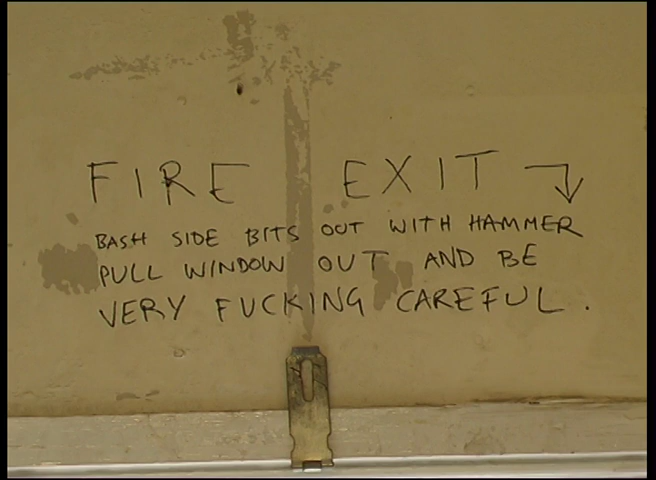 FIRE EXIT
BASH SIDE BITS OUT WITH HAMMER
PULL WINDOW OUT AND BE
VERY FUCKING CAREFUL.